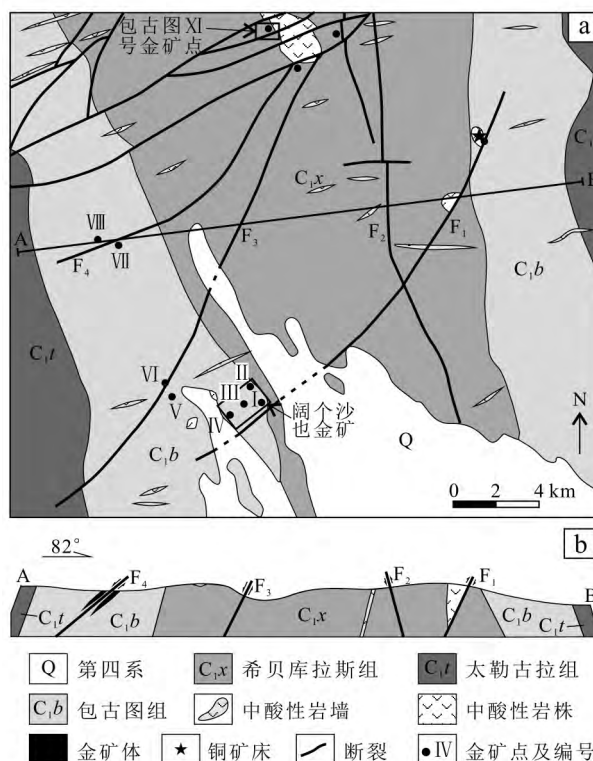 包古图Ⅺ
号金矿点
a
C₁
C₁x
B
F₁
F₂
F₃
A
Ⅷ
Ⅶ
F₄
C₁b
C₁t
Ⅵ
Ⅴ
Ⅱ
Ⅲ
Ⅰ
Ⅳ
阔个沙
也金矿
C₁b
Q
N
0 2 4 km
82°
b
A
F₄
F₃
F₂
F₁
B
C₁t
C₁b
C₁x
C₁b
C₁t
Q 第四系
C₁x 希贝库拉斯组
C₁t 太勒古拉组
C₁b 包古图组
中酸性岩墙
中酸性岩株
金矿体
铜矿床
断裂
Ⅳ 金矿点及编号